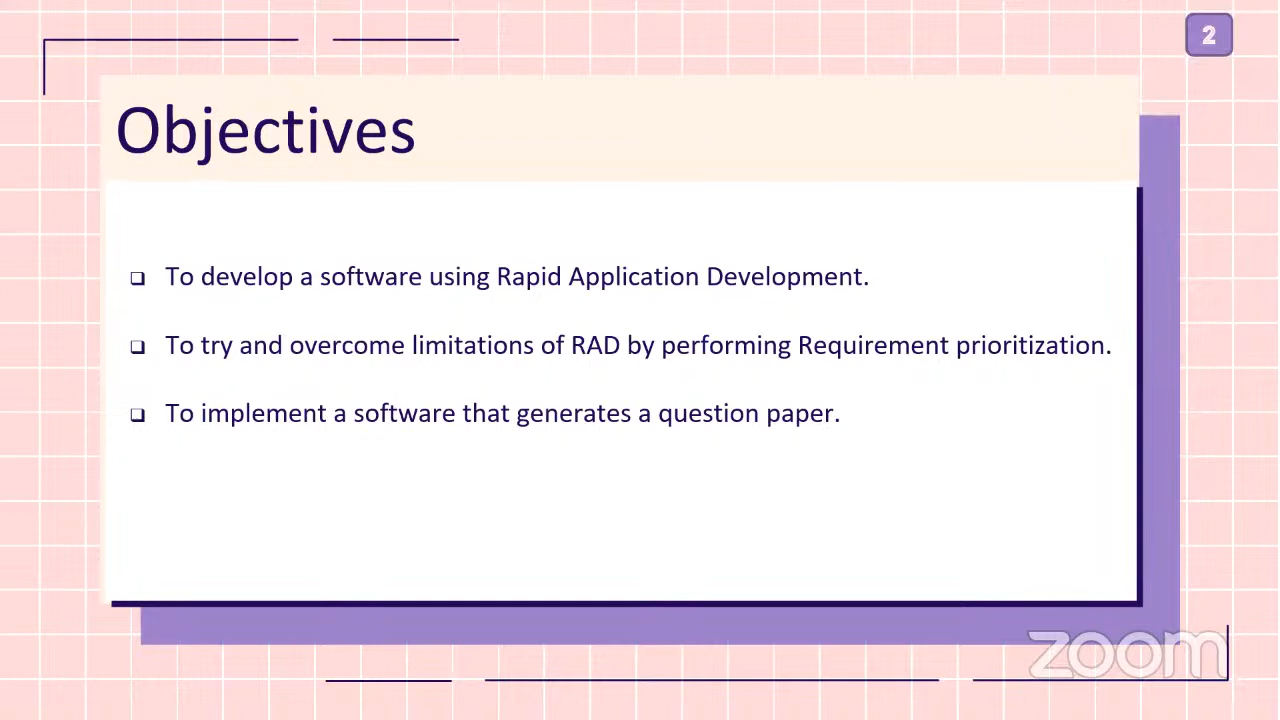 2
Objectives
❑ To develop a software using Rapid Application Development.
❑ To try and overcome limitations of RAD by performing Requirement prioritization.
❑ To implement a software that generates a question paper.
zoom